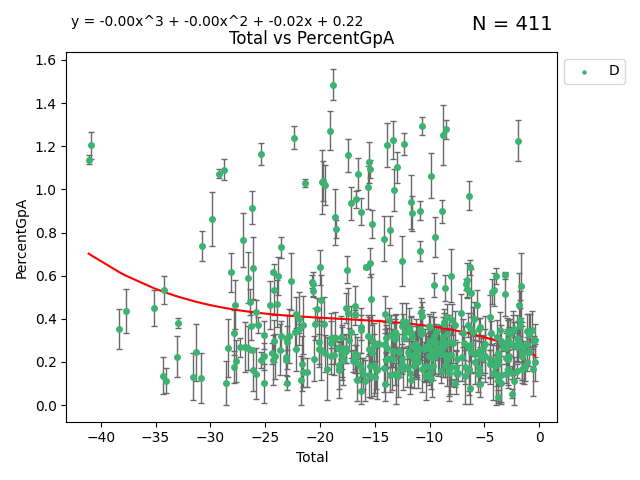 y = -0.00x^3 + -0.00x^2 + -0.02x + 0.22
N = 411
Total vs PercentGpA
D
PercentGpA
1.6
1.4
1.2
1.0
0.8
0.6
0.4
0.2
0.0
−40 −35 −30 −25 −20 −15 −10 −5 0
Total